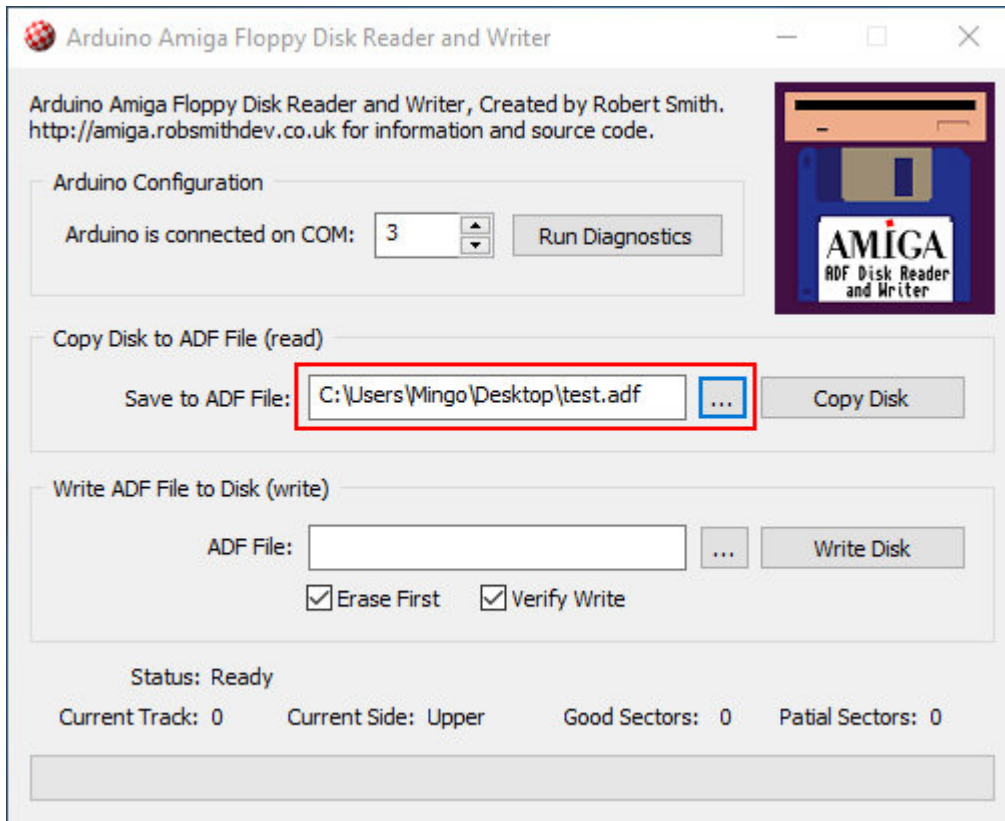 Arduino Amiga Floppy Disk Reader and Writer
Arduino Amiga Floppy Disk Reader and Writer, Created by Robert Smith.
http://amiga.robsmithdev.co.uk for information and source code.
AMiGA
ADF Disk Reader
and Writer
Arduino Configuration
Arduino is connected on COM: 3 Run Diagnostics
Copy Disk to ADF File (read)
Save to ADF File: C:\Users\Mingo\Desktop\test.adf ... Copy Disk
Write ADF File to Disk (write)
ADF File: ... Write Disk
Erase First Verify Write
Status: Ready
Current Track: 0 Current Side: Upper Good Sectors: 0 Patial Sectors: 0